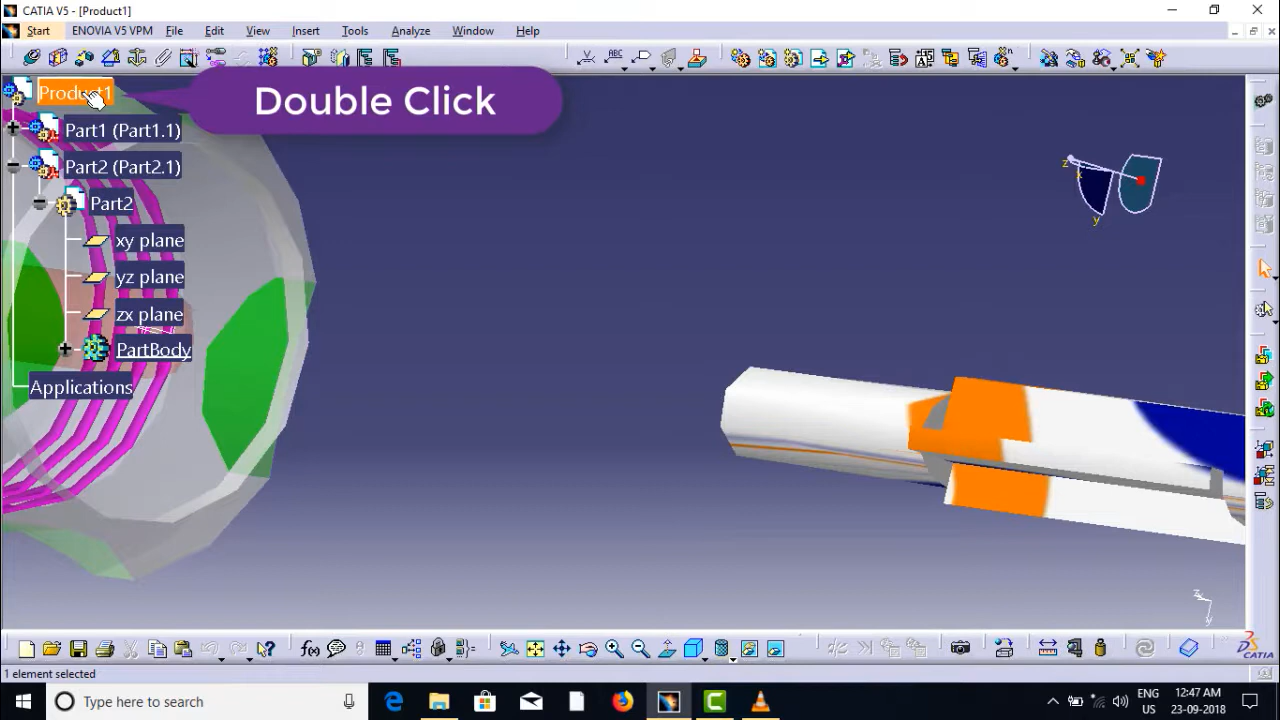 CATIA V5 - [Product1]
Start ENOVIA V5 VPM File Edit View Insert Tools Analyze Window Help
ABC
Product1
Double Click
Part1 (Part1.1)
Part2 (Part2.1)
Part2
xy plane
yz plane
zx plane
PartBody
Applications
z
x
y
z
y
f(x)
CATIA
1 element selected
Type here to search
ENG
US
12:47 AM
23-09-2018